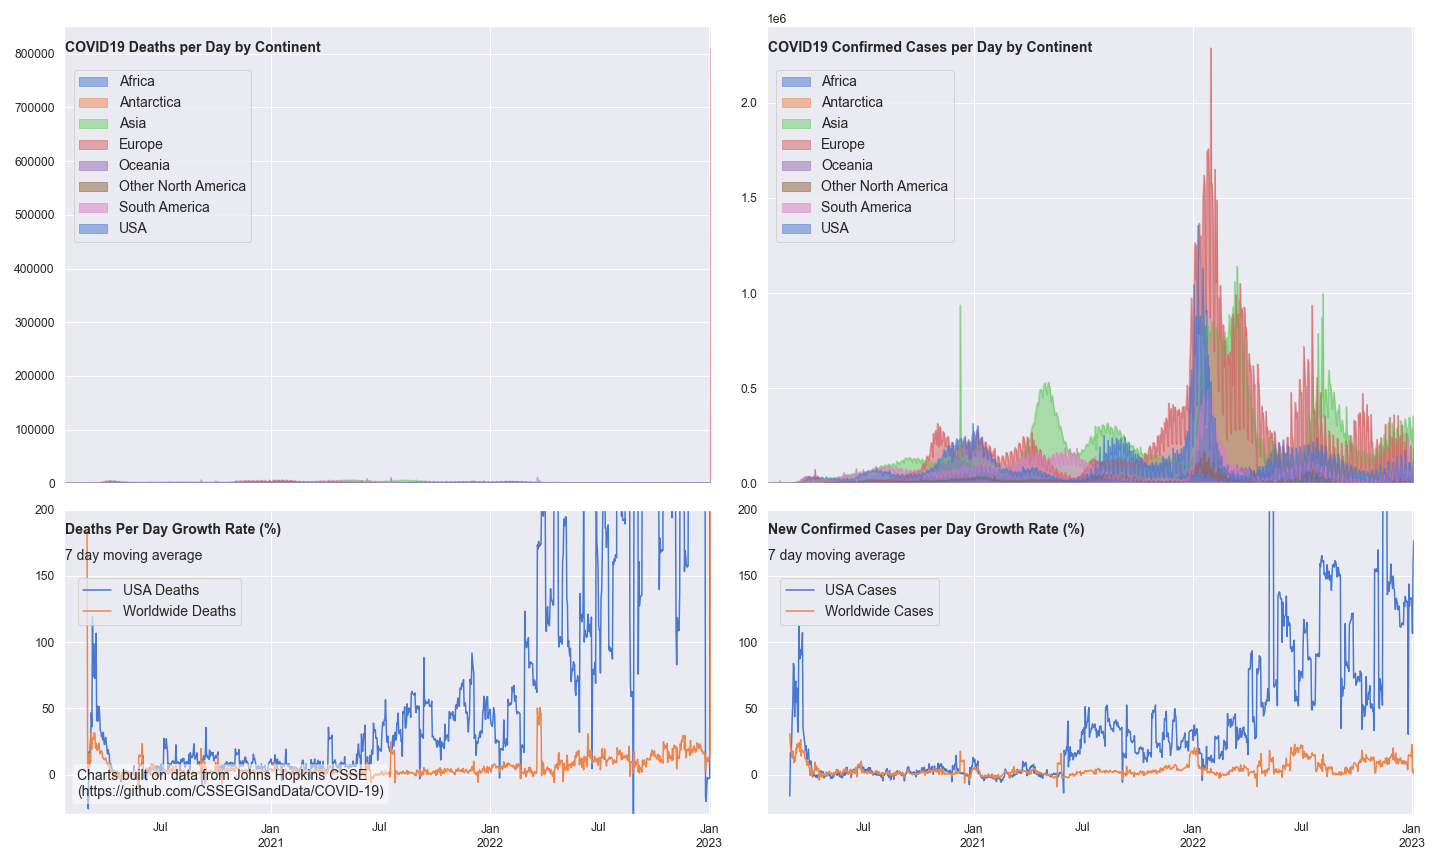 COVID19 Deaths per Day by Continent
800000
700000
600000
500000
400000
300000
200000
100000
0
Africa
Antarctica
Asia
Europe
Oceania
Other North America
South America
USA
1e6
COVID19 Confirmed Cases per Day by Continent
2.0
1.5
1.0
0.5
0.0
Africa
Antarctica
Asia
Europe
Oceania
Other North America
South America
USA
Deaths Per Day Growth Rate (%)
7 day moving average
200
150
100
50
0
USA Deaths
Worldwide Deaths
Charts built on data from Johns Hopkins CSSE
(https://github.com/CSSEGISandData/COVID-19)
Jul
Jan
2021
Jul
Jan
2022
Jul
Jan
2023
New Confirmed Cases per Day Growth Rate (%)
7 day moving average
200
150
100
50
0
USA Cases
Worldwide Cases
Jul
Jan
2021
Jul
Jan
2022
Jul
Jan
2023